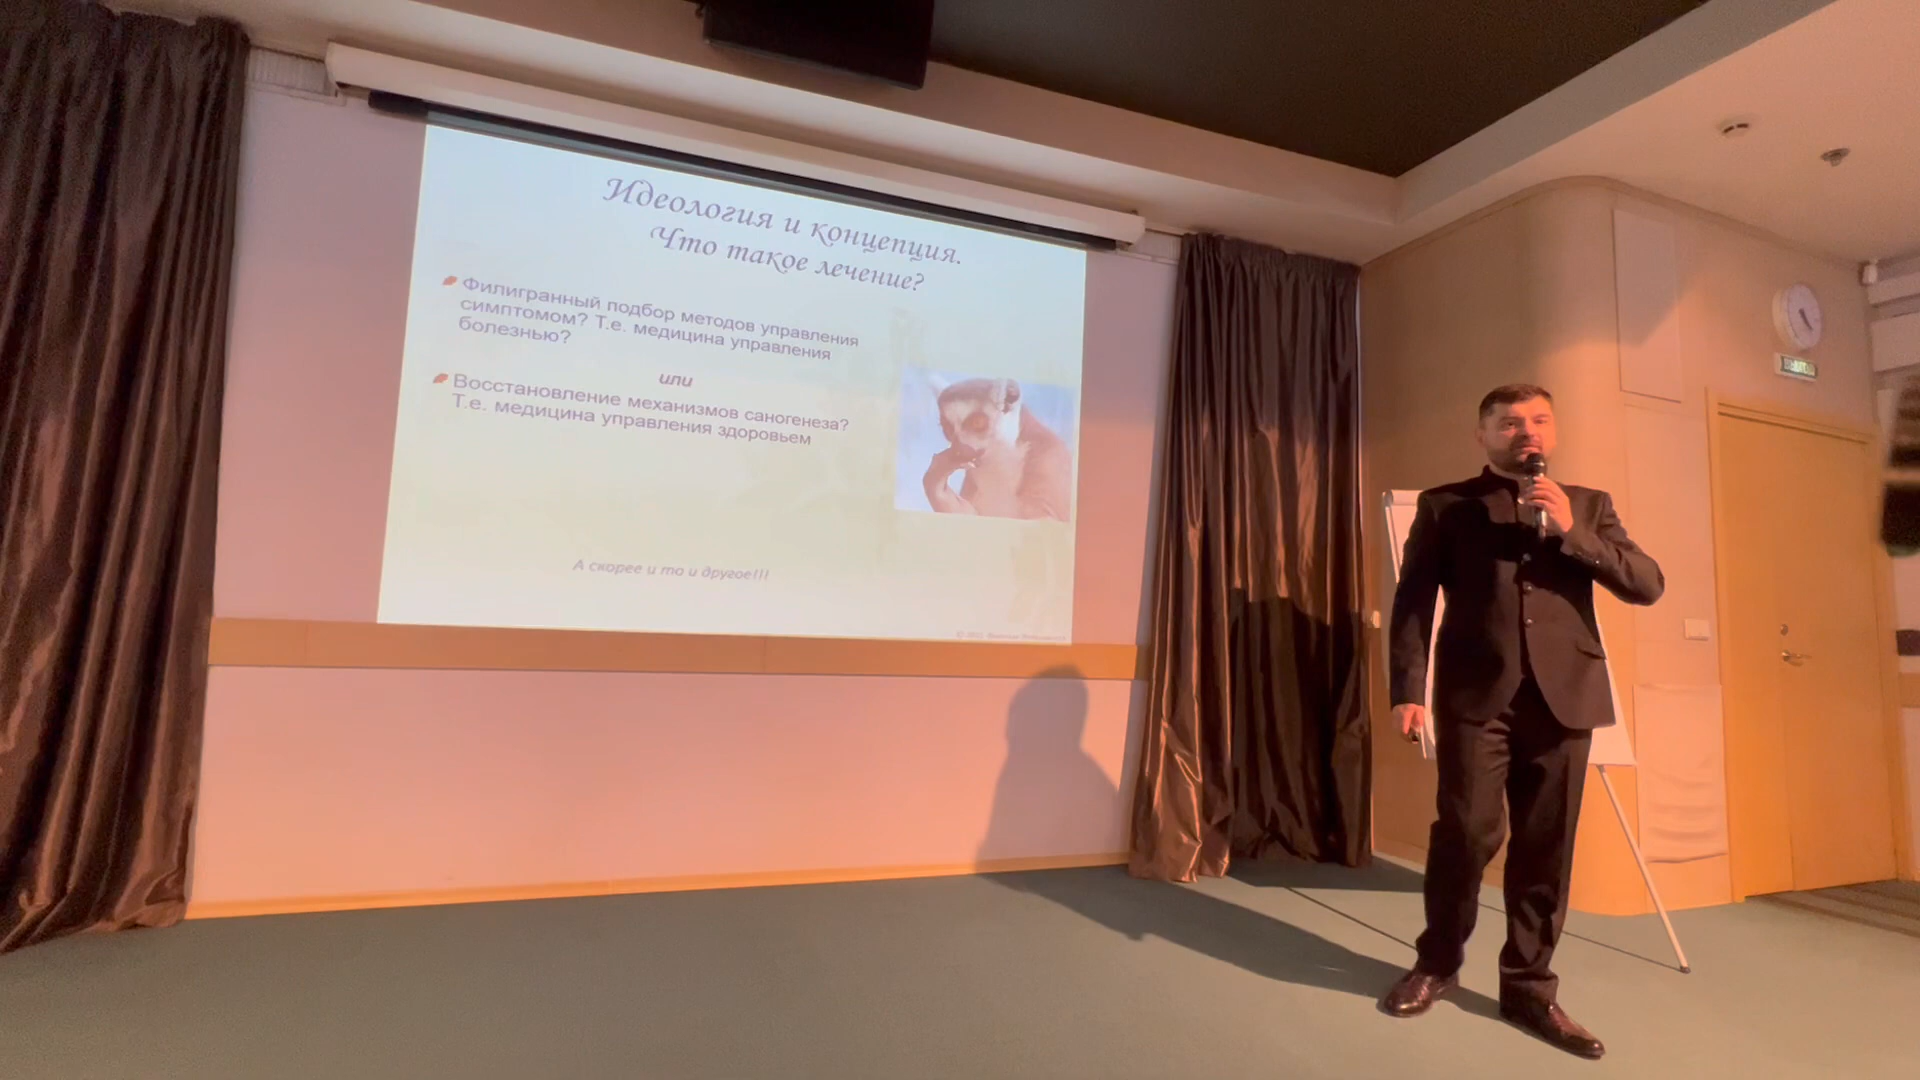 Идеология и концепция.
Что такое лечение?
Филигранный подбор методов управления
симптомом? Т.е. медицина управления
болезнью?
или
Восстановление механизмов саногенеза?
Т.е. медицина управления здоровьем
А скорее и то и другое!!!
ВЫХОД